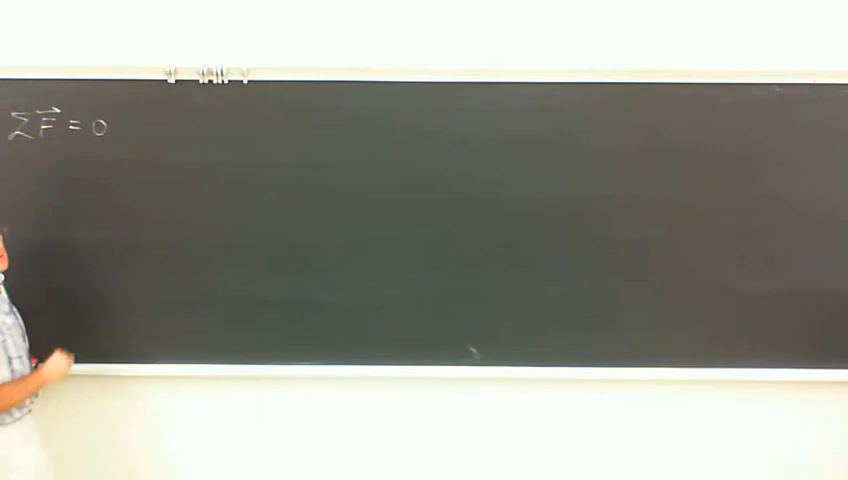 ∑F⃗ = 0